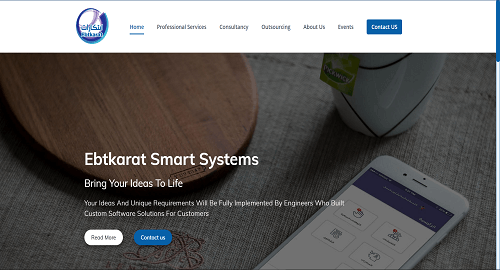 ابتكارات
Ebtkarat
Home
Professional Services
Consultancy
Outsourcing
About Us
Events
Contact US
Ebtkarat Smart Systems
Bring Your Ideas To Life
Your Ideas And Unique Requirements Will Be Fully Implemented By Engineers Who Built
Custom Software Solutions For Customers
Read More
Contact us